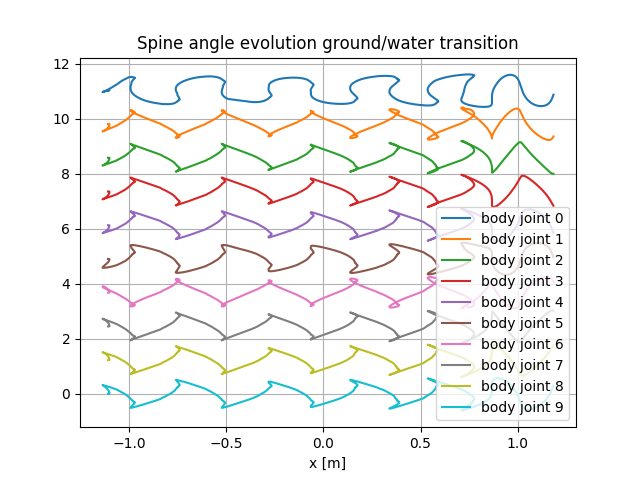 Spine angle evolution ground/water transition
12
10
8
6
4
2
0
body joint 0
body joint 1
body joint 2
body joint 3
body joint 4
body joint 5
body joint 6
body joint 7
body joint 8
body joint 9
−1.0 −0.5 0.0 0.5 1.0
x [m]